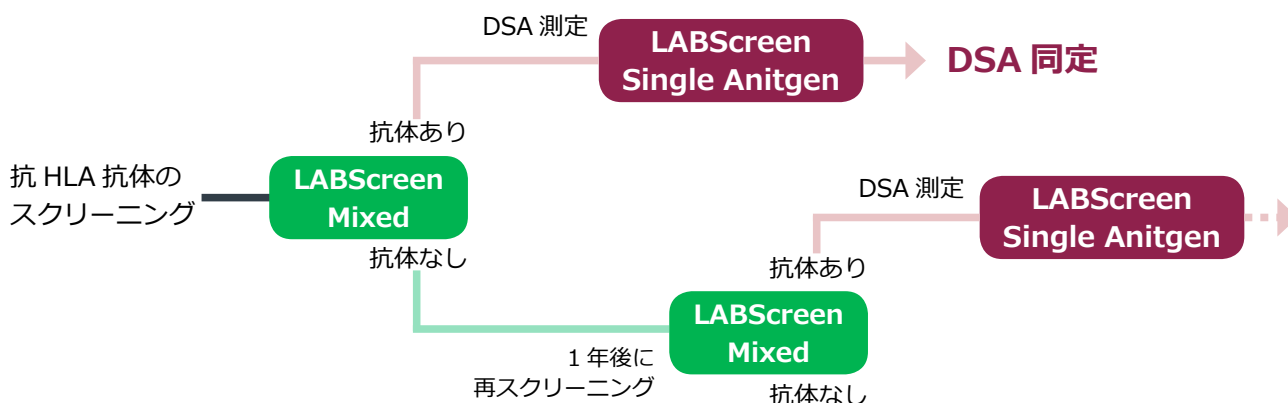 DSA 測定
LABScreen
Single Anitgen
DSA 同定
抗体あり
抗 HLA 抗体の
スクリーニング
LABScreen
Mixed
抗体なし
DSA 測定
LABScreen
Single Anitgen
抗体あり
LABScreen
Mixed
1 年後に
再スクリーニング
抗体なし